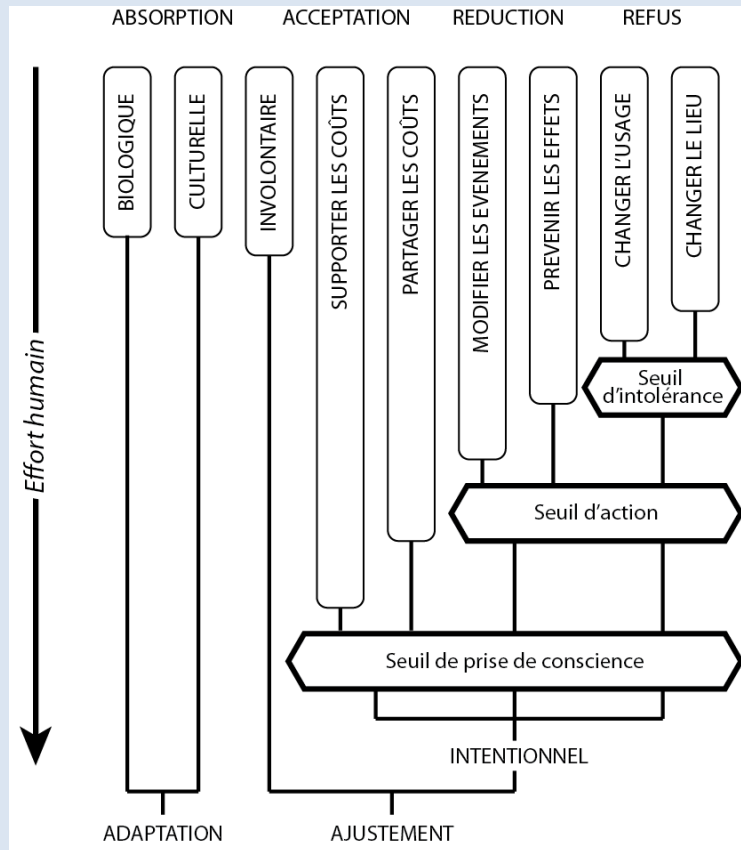 ABSORPTION
ACCEPTATION
REDUCTION
REFUS
Effort humain
BIOLOGIQUE
CULTURELLE
INVOLONTAIRE
SUPPORTER LES COÛTS
PARTAGER LES COÛTS
MODIFIER LES EVENEMENTS
PREVENIR LES EFFETS
CHANGER L'USAGE
CHANGER LE LIEU
Seuil
d'intolérance
Seuil d'action
Seuil de prise de conscience
INTENTIONNEL
ADAPTATION
AJUSTEMENT